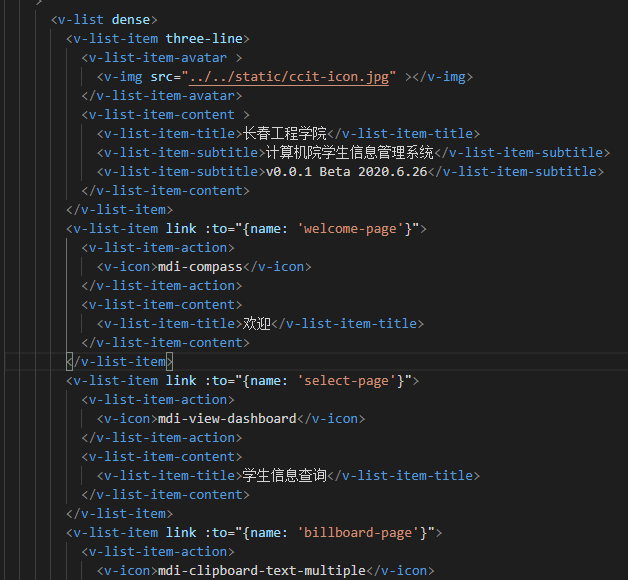 >
<v-list dense>
<v-list-item three-line>
<v-list-item-avatar >
<v-img src="../../static/ccit-icon.jpg" ></v-img>
</v-list-item-avatar>
<v-list-item-content >
<v-list-item-title>长春工程学院</v-list-item-title>
<v-list-item-subtitle>计算机院学生信息管理系统</v-list-item-subtitle>
<v-list-item-subtitle>v0.0.1 Beta 2020.6.26</v-list-item-subtitle>
</v-list-item-content>
</v-list-item>
<v-list-item link :to="{name: 'welcome-page'}">
<v-list-item-action>
<v-icon>mdi-compass</v-icon>
</v-list-item-action>
<v-list-item-content>
<v-list-item-title>欢迎</v-list-item-title>
</v-list-item-content>
</v-list-item>
<v-list-item link :to="{name: 'select-page'}">
<v-list-item-action>
<v-icon>mdi-view-dashboard</v-icon>
</v-list-item-action>
<v-list-item-content>
<v-list-item-title>学生信息查询</v-list-item-title>
</v-list-item-content>
</v-list-item>
<v-list-item link :to="{name: 'billboard-page'}">
<v-list-item-action>
<v-icon>mdi-clipboard-text-multiple</v-icon>